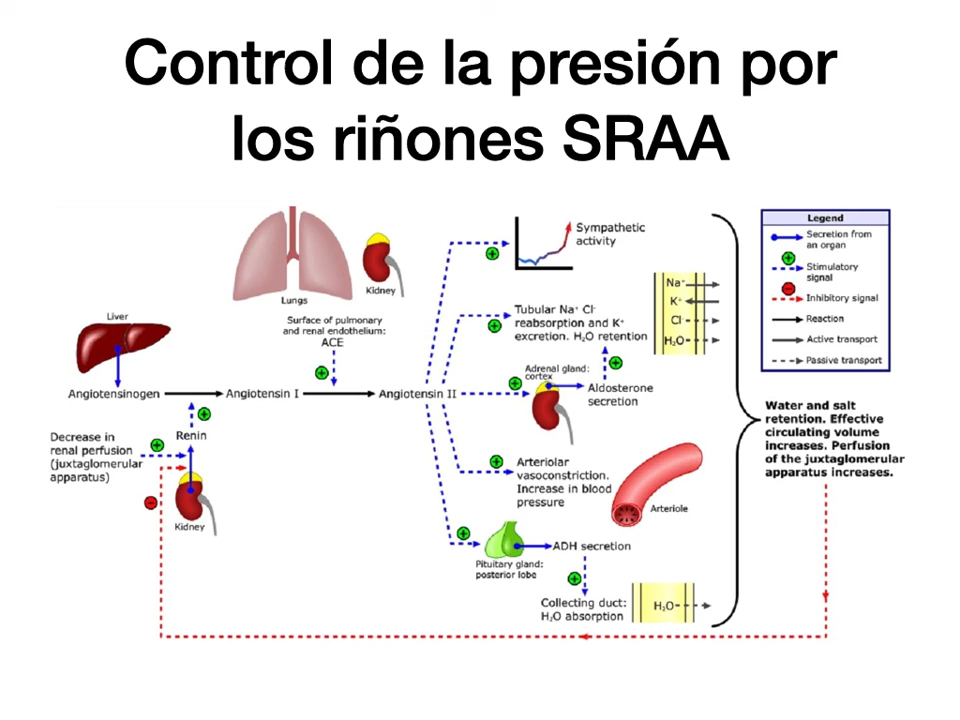 Control de la presión por
los riñones SRAA
Lungs
Kidney
Liver
Surface of pulmonary
and renal endothelium:
ACE
Angiotensinogen
Angiotensin I
Angiotensin II
Decrease in
renal perfusion
(juxtaglomerular
apparatus)
Renin
Kidney
Sympathetic
activity
Tubular Na⁺ Cl⁻
reabsorption and K⁺
excretion. H₂O retention
Na⁺
K⁺
Cl⁻
H₂O
Adrenal gland:
cortex
Aldosterone
secretion
Arteriolar
vasoconstriction.
Increase in blood
pressure
Arteriole
Pituitary gland:
posterior lobe
ADH secretion
Collecting duct:
H₂O absorption
H₂O
Legend
Secretion from
an organ
Stimulatory
signal
Inhibitory signal
Reaction
Active transport
Passive transport
Water and salt
retention. Effective
circulating volume
increases. Perfusion
of the juxtaglomerular
apparatus increases.